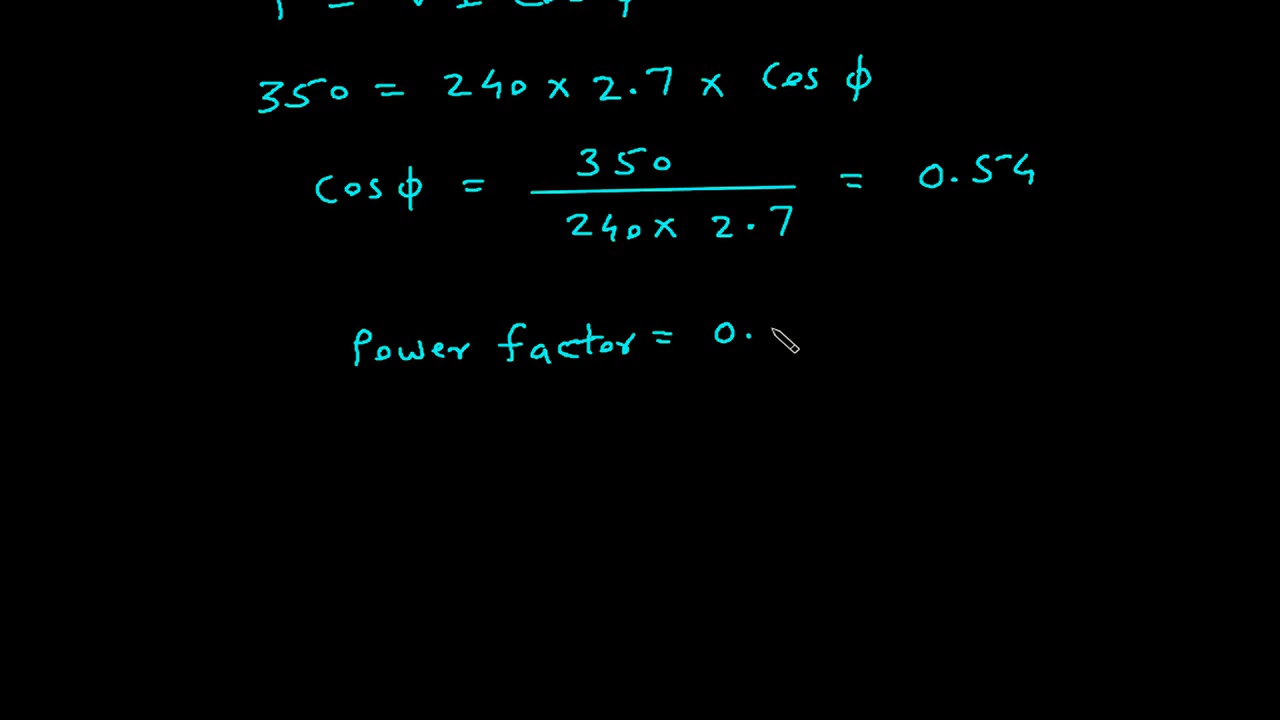 350 = 240 × 2.7 × Cos ϕ
Cos ϕ = 350 / 240 × 2.7 = 0.54
Power factor = 0.